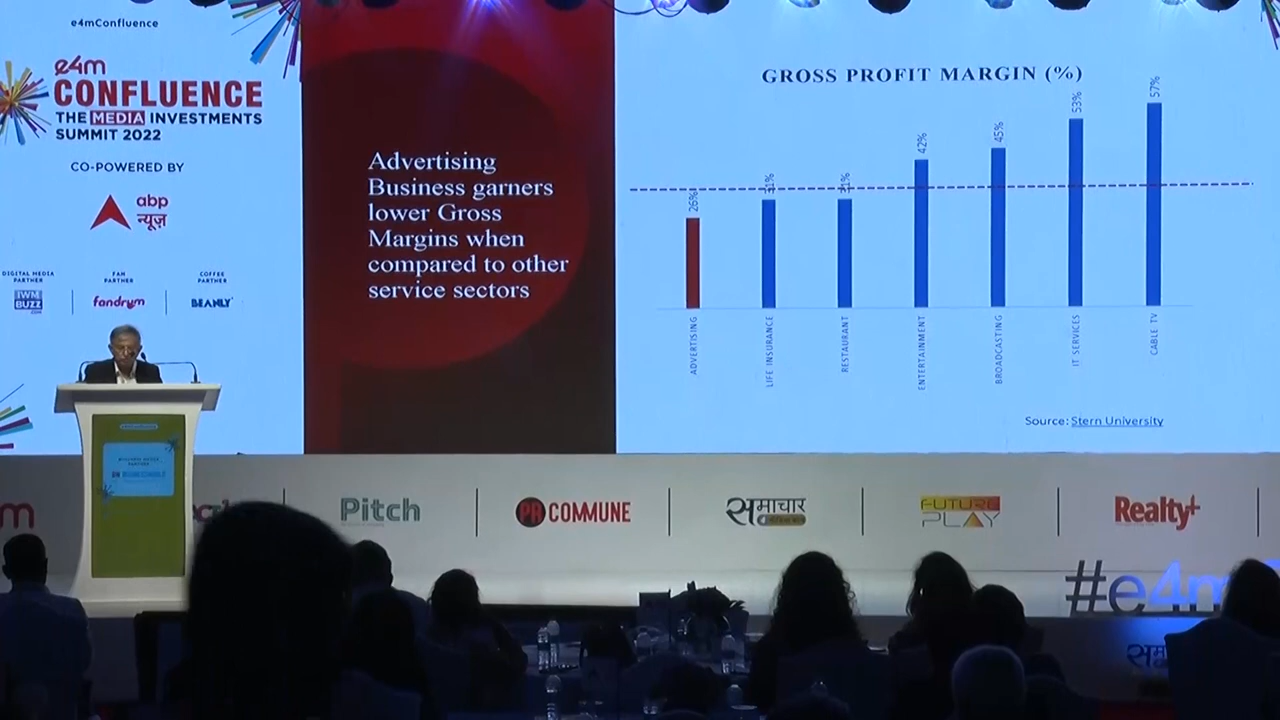 e4mConfluence
e4m
CONFLUENCE
THE MEDIA INVESTMENTS
SUMMIT 2022
CO-POWERED BY
abp
न्यूज़
DIGITAL MEDIA
PARTNER
IWM
BUZZ
.COM
FAN
PARTNER
fandrum
COFFEE
PARTNER
BEANLY
Advertising
Business garners
lower Gross
Margins when
compared to other
service sectors
GROSS PROFIT MARGIN (%)
26%
31%
31%
42%
45%
53%
57%
ADVERTISING
LIFE INSURANCE
RESTAURANT
ENTERTAINMENT
BROADCASTING
IT SERVICES
CABLE TV
Source: Stern University
Pitch
PR COMMUNE
समाचार
FUTURE
PLAY
Realty+
#e4m